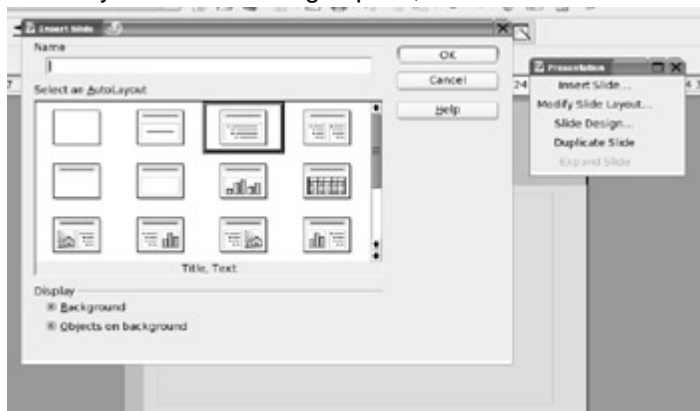 Insert Slide
Name
OK
Cancel
Help
Select an AutoLayout
Title, Text
Display
Background
Objects on background
Presentation
Insert Slide...
Modify Slide Layout...
Slide Design...
Duplicate Slide
Expand Slide
24